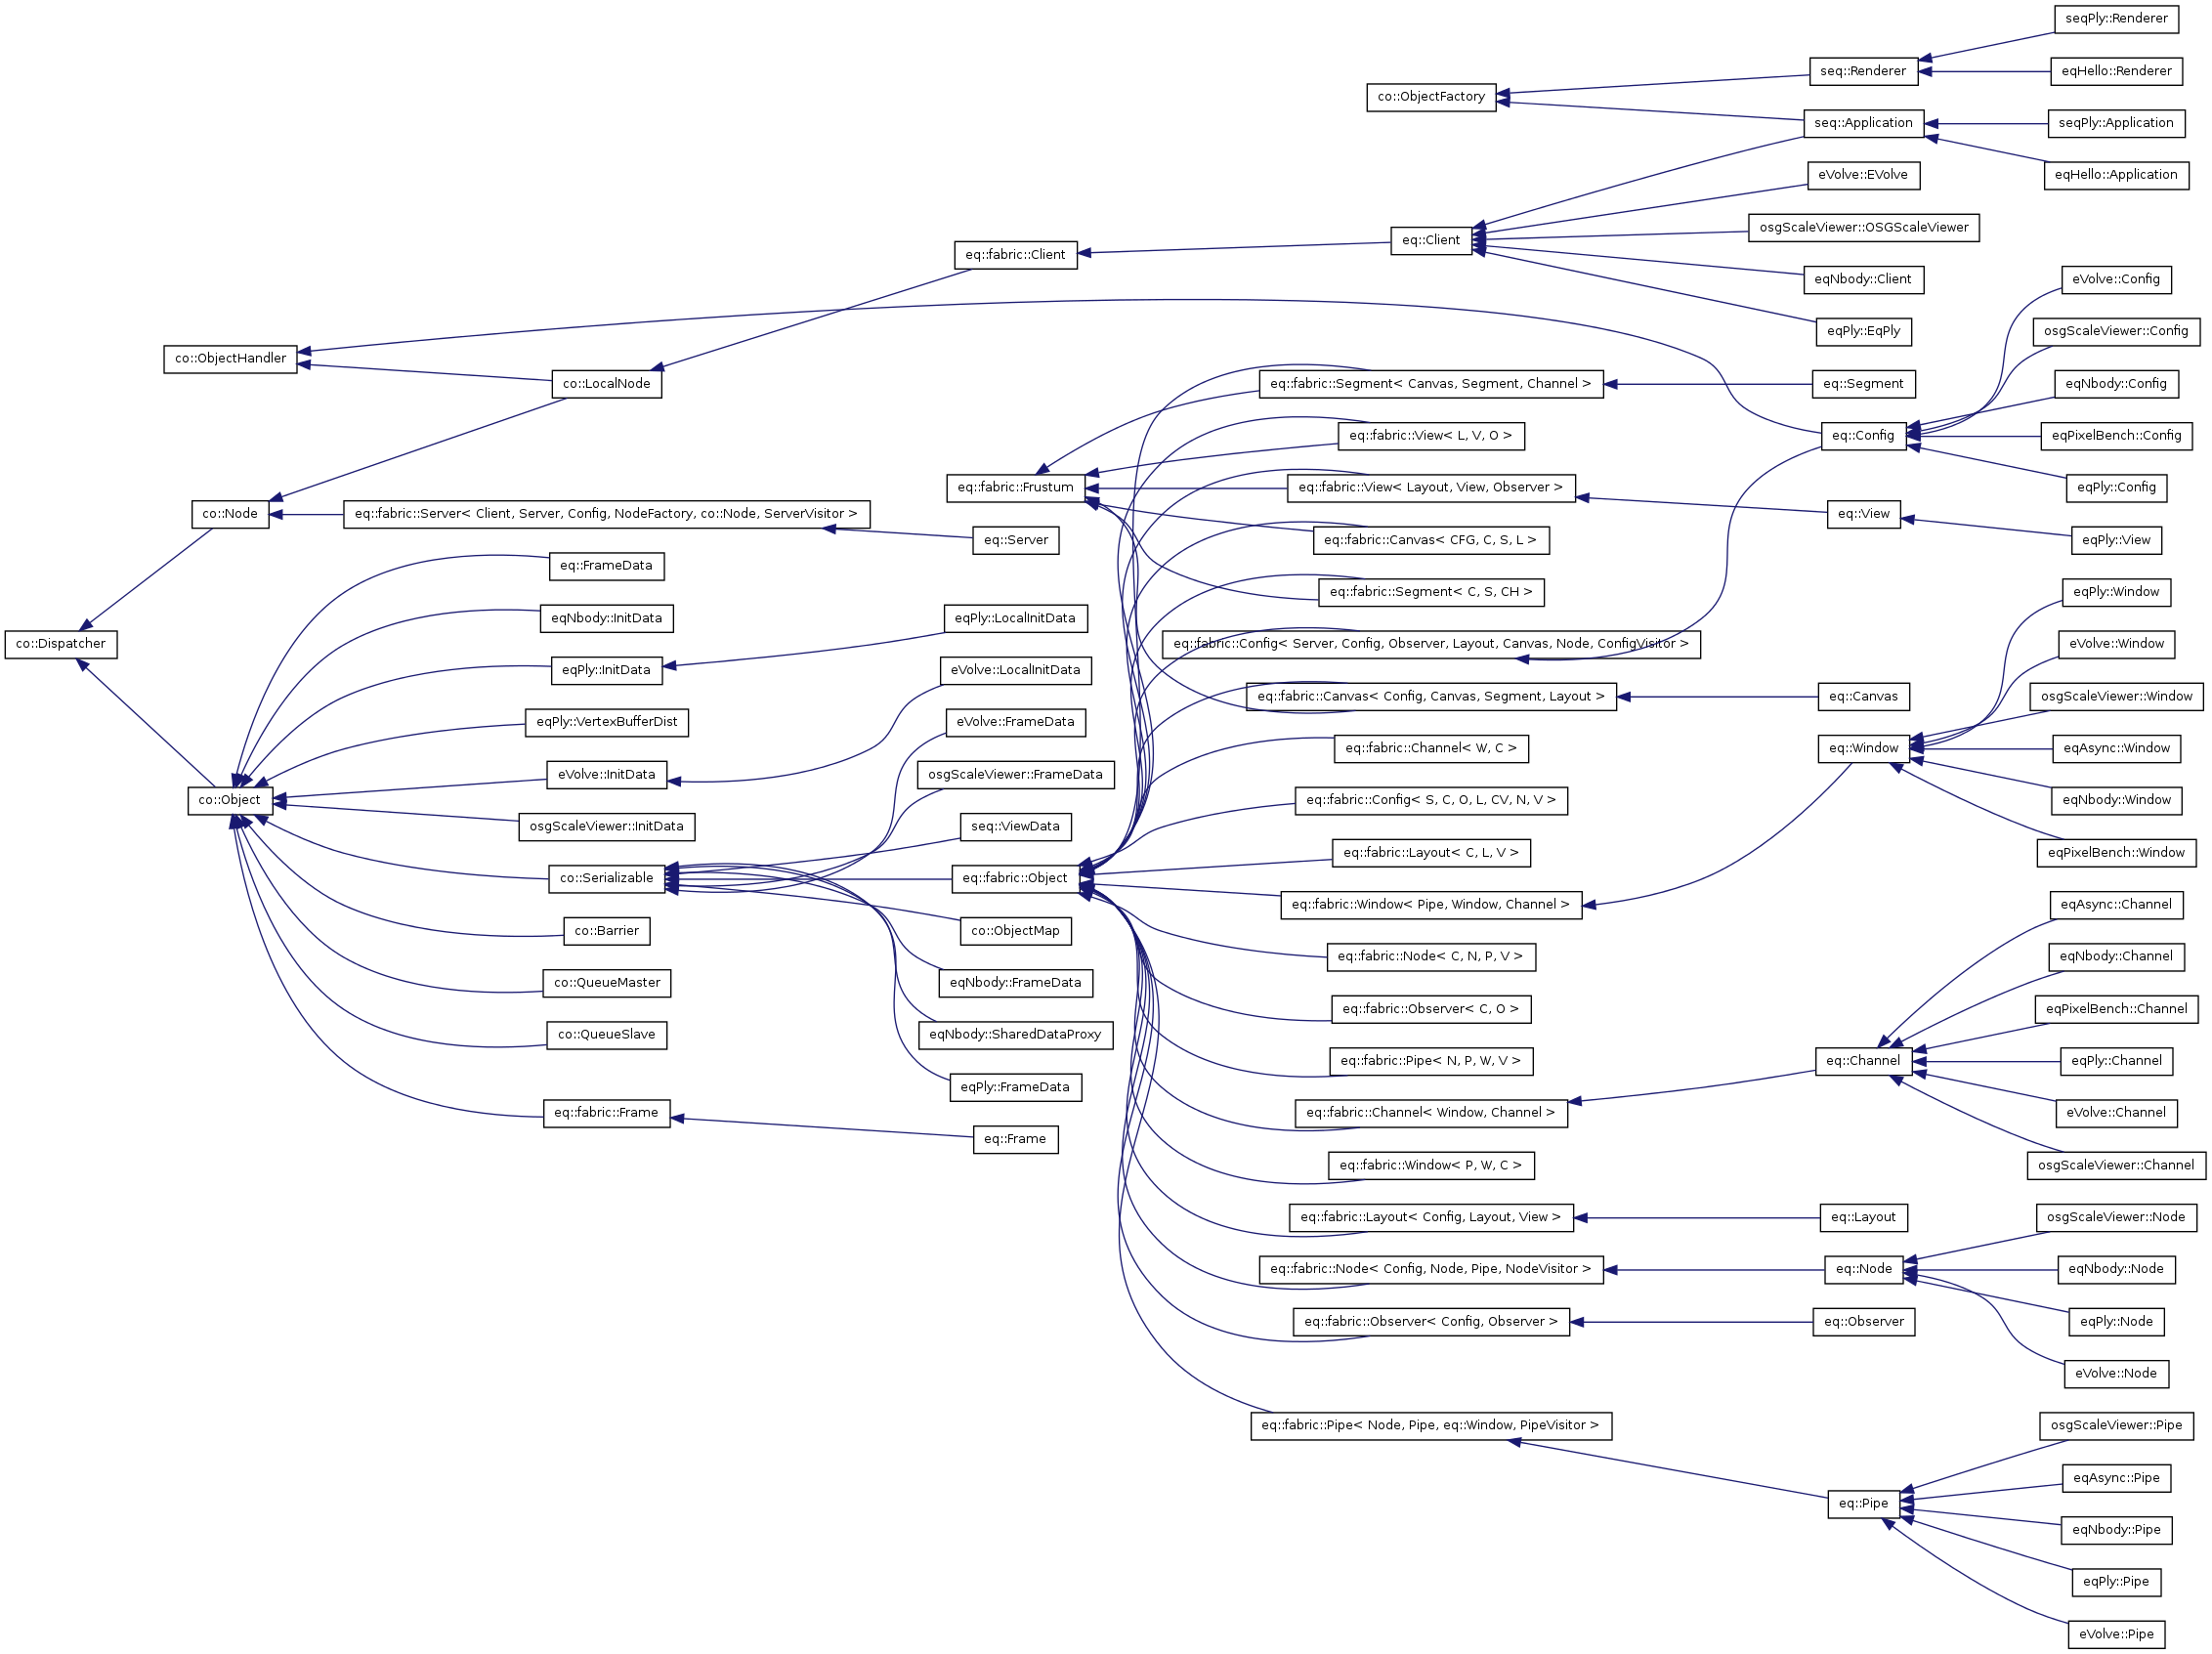 seqPly::Renderer
seq::Renderer
eqHello::Renderer
co::ObjectFactory
seq::Application
seqPly::Application
eqHello::Application
eVolve::EVolve
osgScaleViewer::OSGScaleViewer
eq::Client
eq::fabric::Client
eqNbody::Client
eqPly::EqPly
eVolve::Config
osgScaleViewer::Config
co::ObjectHandler
co::LocalNode
eq::fabric::Segment< Canvas, Segment, Channel >
eq::Segment
eqNbody::Config
eq::fabric::View< L, V, O >
eq::Config
eqPixelBench::Config
eq::fabric::Frustum
eq::fabric::View< Layout, View, Observer >
eqPly::Config
co::Node
eq::fabric::Server< Client, Server, Config, NodeFactory, co::Node, ServerVisitor >
eq::View
eq::Server
eq::fabric::Canvas< CFG, C, S, L >
eqPly::View
eq::FrameData
eq::fabric::Segment< C, S, CH >
eqPly::Window
eqNbody::InitData
eqPly::LocalInitData
co::Dispatcher
eq::fabric::Config< Server, Config, Observer, Layout, Canvas, Node, ConfigVisitor >
eVolve::Window
eqPly::InitData
eVolve::LocalInitData
eq::fabric::Canvas< Config, Canvas, Segment, Layout >
eq::Canvas
osgScaleViewer::Window
eqPly::VertexBufferDist
eVolve::FrameData
eq::fabric::Channel< W, C >
eq::Window
eqAsync::Window
eVolve::InitData
osgScaleViewer::FrameData
co::Object
eq::fabric::Config< S, C, O, L, CV, N, V >
eqNbody::Window
osgScaleViewer::InitData
seq::ViewData
eq::fabric::Layout< C, L, V >
eqPixelBench::Window
co::Serializable
eq::fabric::Object
eq::fabric::Window< Pipe, Window, Channel >
eqAsync::Channel
co::Barrier
co::ObjectMap
eq::fabric::Node< C, N, P, V >
eqNbody::Channel
co::QueueMaster
eqNbody::FrameData
eq::fabric::Observer< C, O >
eqPixelBench::Channel
co::QueueSlave
eqNbody::SharedDataProxy
eq::fabric::Pipe< N, P, W, V >
eq::Channel
eqPly::Channel
eqPly::FrameData
eq::fabric::Frame
eq::fabric::Channel< Window, Channel >
eVolve::Channel
eq::Frame
eq::fabric::Window< P, W, C >
osgScaleViewer::Channel
eq::fabric::Layout< Config, Layout, View >
eq::Layout
osgScaleViewer::Node
eq::fabric::Node< Config, Node, Pipe, NodeVisitor >
eq::Node
eqNbody::Node
eq::fabric::Observer< Config, Observer >
eq::Observer
eqPly::Node
eVolve::Node
eq::fabric::Pipe< Node, Pipe, eq::Window, PipeVisitor >
osgScaleViewer::Pipe
eqAsync::Pipe
eq::Pipe
eqNbody::Pipe
eqPly::Pipe
eVolve::Pipe